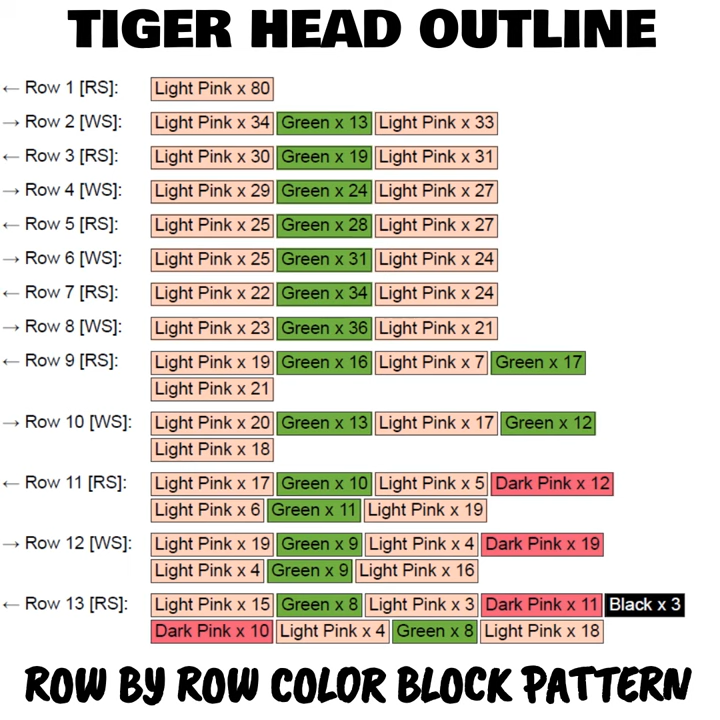 TIGER HEAD OUTLINE
← Row 1 [RS]: Light Pink x 80
→ Row 2 [WS]: Light Pink x 34 Green x 13 Light Pink x 33
← Row 3 [RS]: Light Pink x 30 Green x 19 Light Pink x 31
→ Row 4 [WS]: Light Pink x 29 Green x 24 Light Pink x 27
← Row 5 [RS]: Light Pink x 25 Green x 28 Light Pink x 27
→ Row 6 [WS]: Light Pink x 25 Green x 31 Light Pink x 24
← Row 7 [RS]: Light Pink x 22 Green x 34 Light Pink x 24
→ Row 8 [WS]: Light Pink x 23 Green x 36 Light Pink x 21
← Row 9 [RS]: Light Pink x 19 Green x 16 Light Pink x 7 Green x 17
Light Pink x 21
→ Row 10 [WS]: Light Pink x 20 Green x 13 Light Pink x 17 Green x 12
Light Pink x 18
← Row 11 [RS]: Light Pink x 17 Green x 10 Light Pink x 5 Dark Pink x 12
Light Pink x 6 Green x 11 Light Pink x 19
→ Row 12 [WS]: Light Pink x 19 Green x 9 Light Pink x 4 Dark Pink x 19
Light Pink x 4 Green x 9 Light Pink x 16
← Row 13 [RS]: Light Pink x 15 Green x 8 Light Pink x 3 Dark Pink x 11 Black x 3
Dark Pink x 10 Light Pink x 4 Green x 8 Light Pink x 18
ROW BY ROW COLOR BLOCK PATTERN